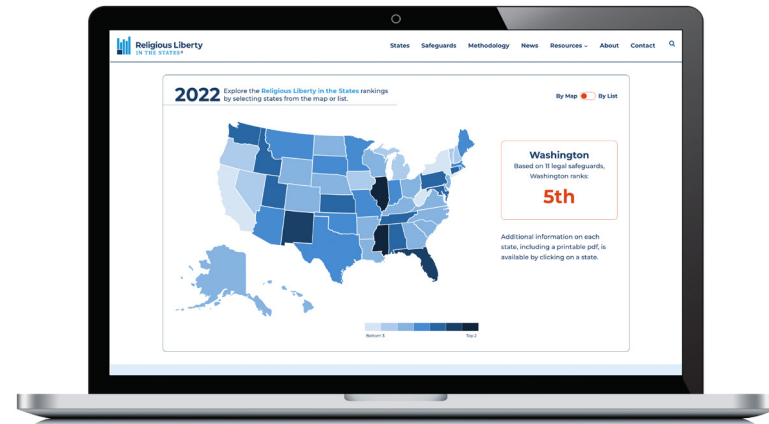 Religious Liberty
IN THE STATES®
States Safeguards Methodology News Resources About Contact
2022 Explore the Religious Liberty in the States rankings
by selecting states from the map or list.
By Map By List
Washington
Based on 11 legal safeguards,
Washington ranks:
5th
Additional information on each
state, including a printable pdf, is
available by clicking on a state.
Bottom 3 Top 2